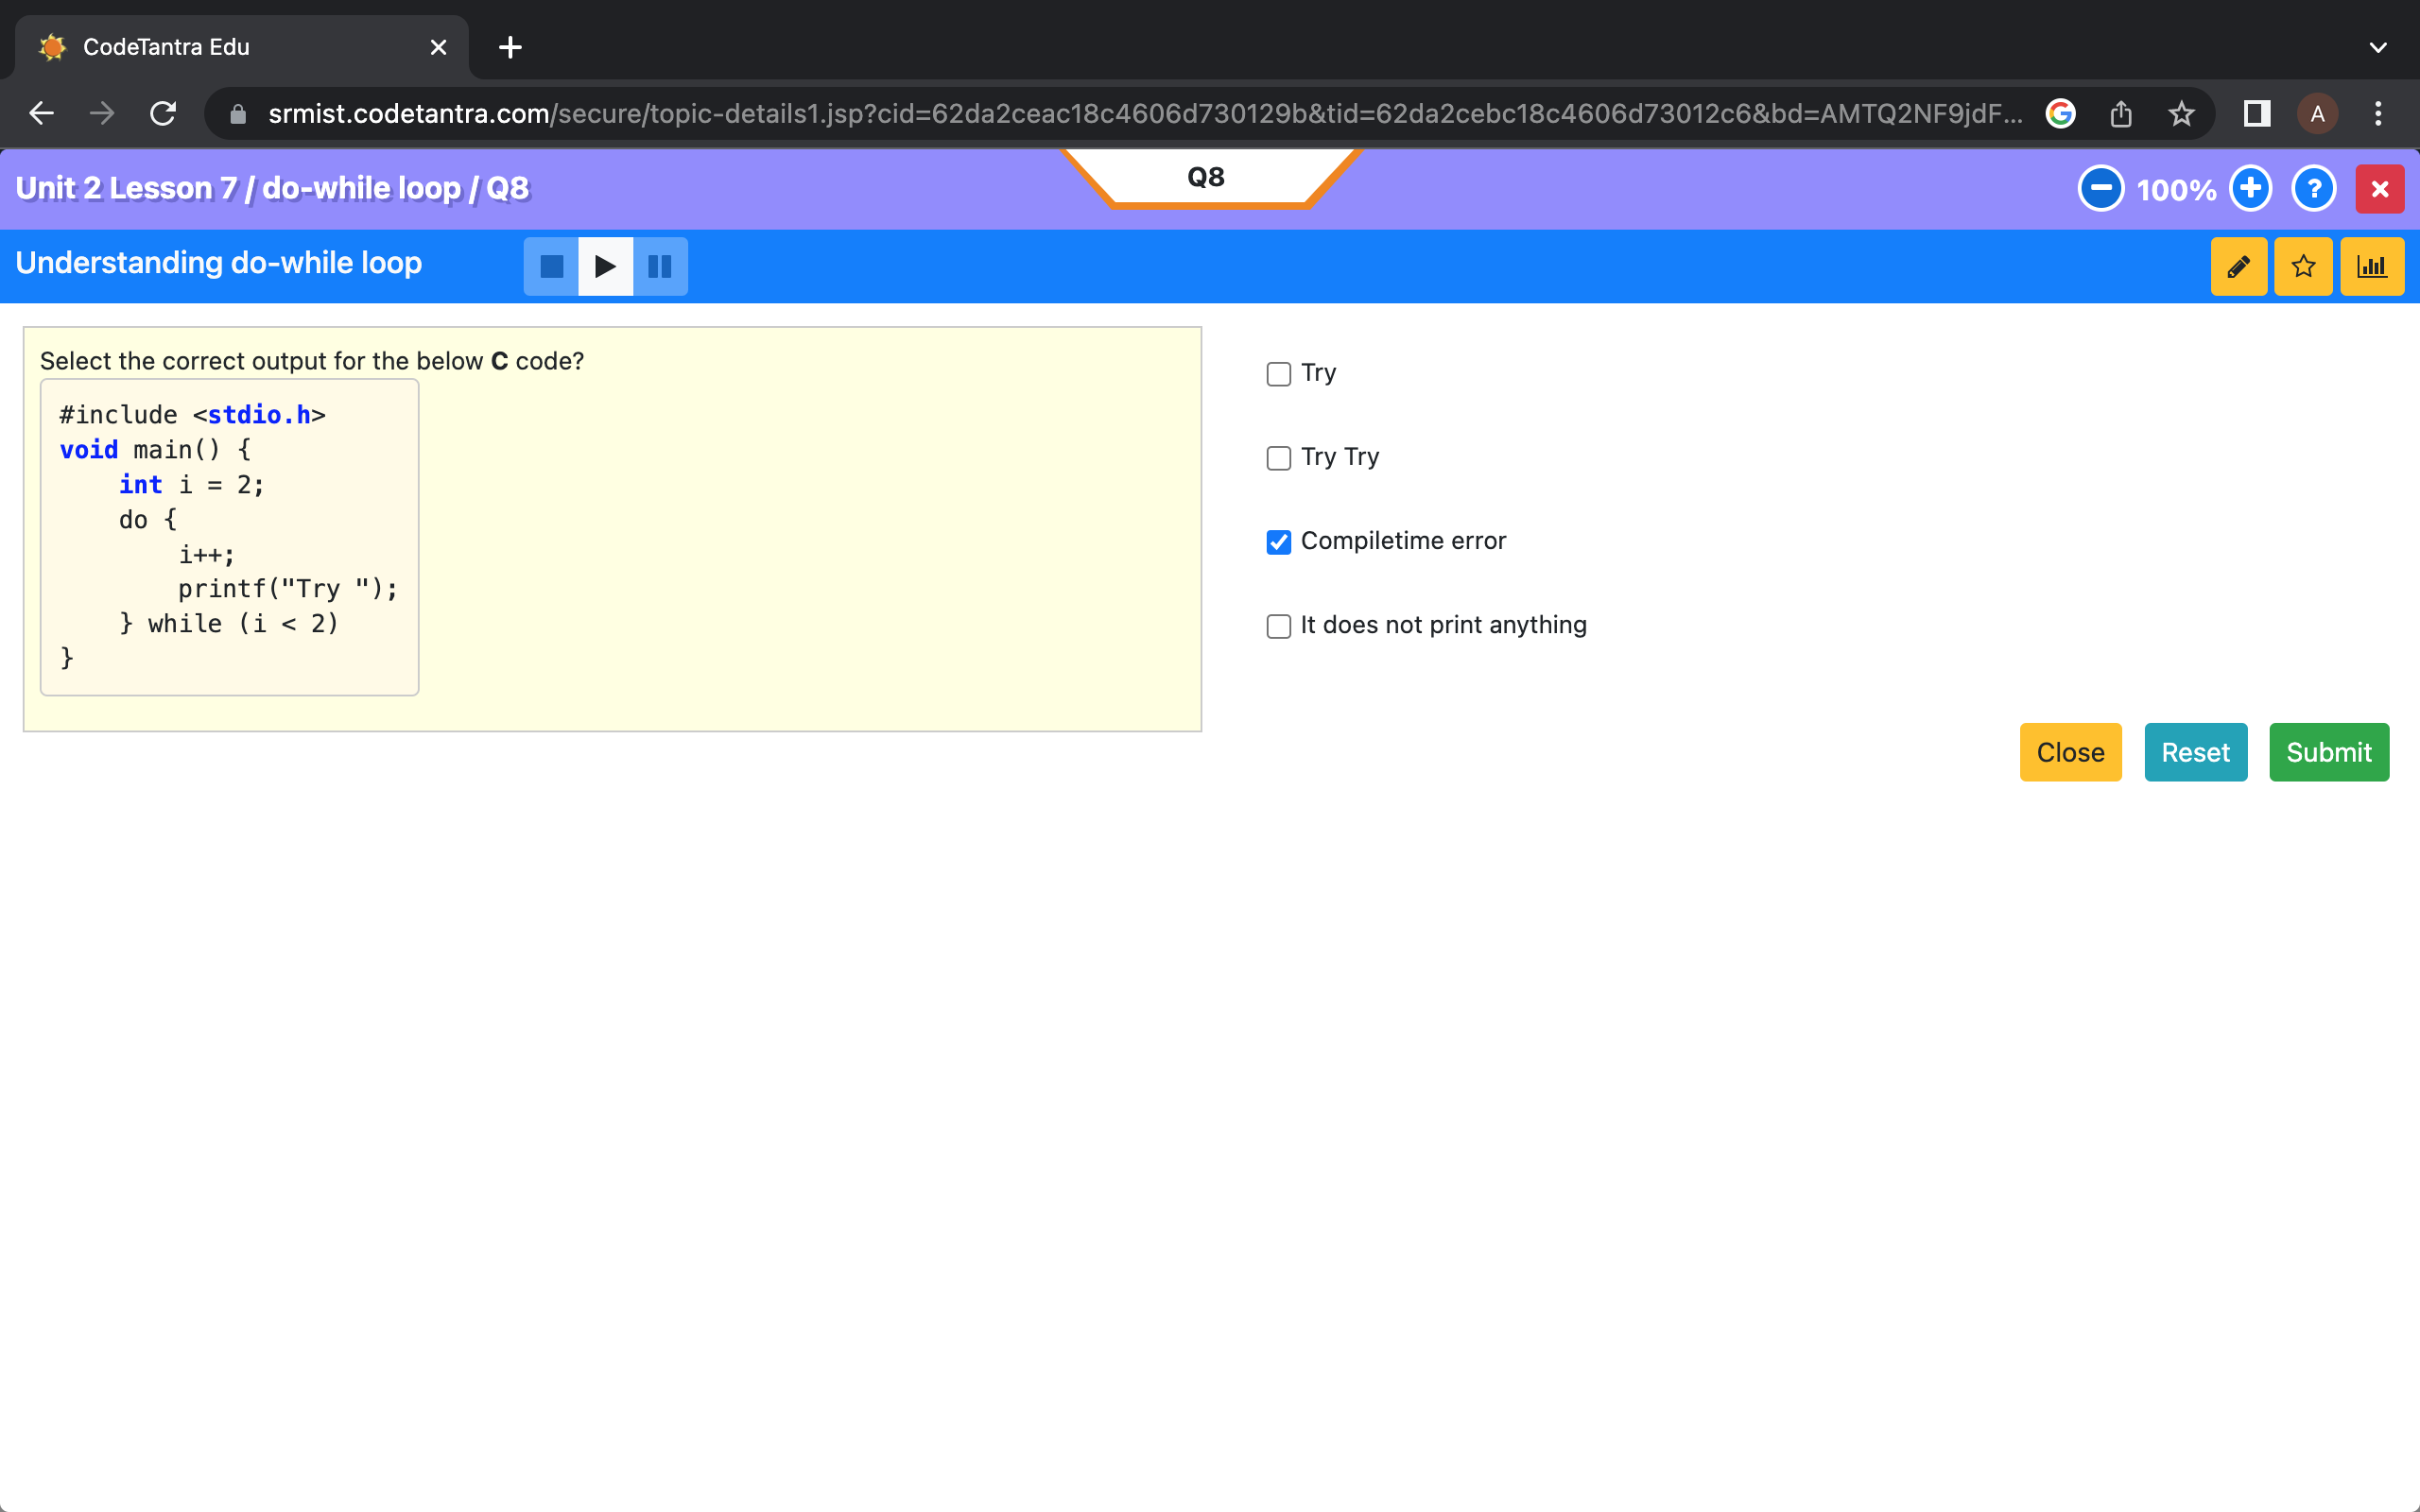 CodeTantra Edu
srmist.codetantra.com/secure/topic-details1.jsp?cid=62da2ceac18c4606d730129b&tid=62da2cebc18c4606d73012c6&bd=AMTQ2NF9jdF...
A
Unit 2 Lesson 7 / do-while loop / Q8
Q8
100%
?
Understanding do-while loop
Select the correct output for the below C code?
#include <stdio.h>
void main() {
    int i = 2;
    do {
        i++;
        printf("Try ");
    } while (i < 2)
}
Try
Try Try
Compiletime error
It does not print anything
Close
Reset
Submit